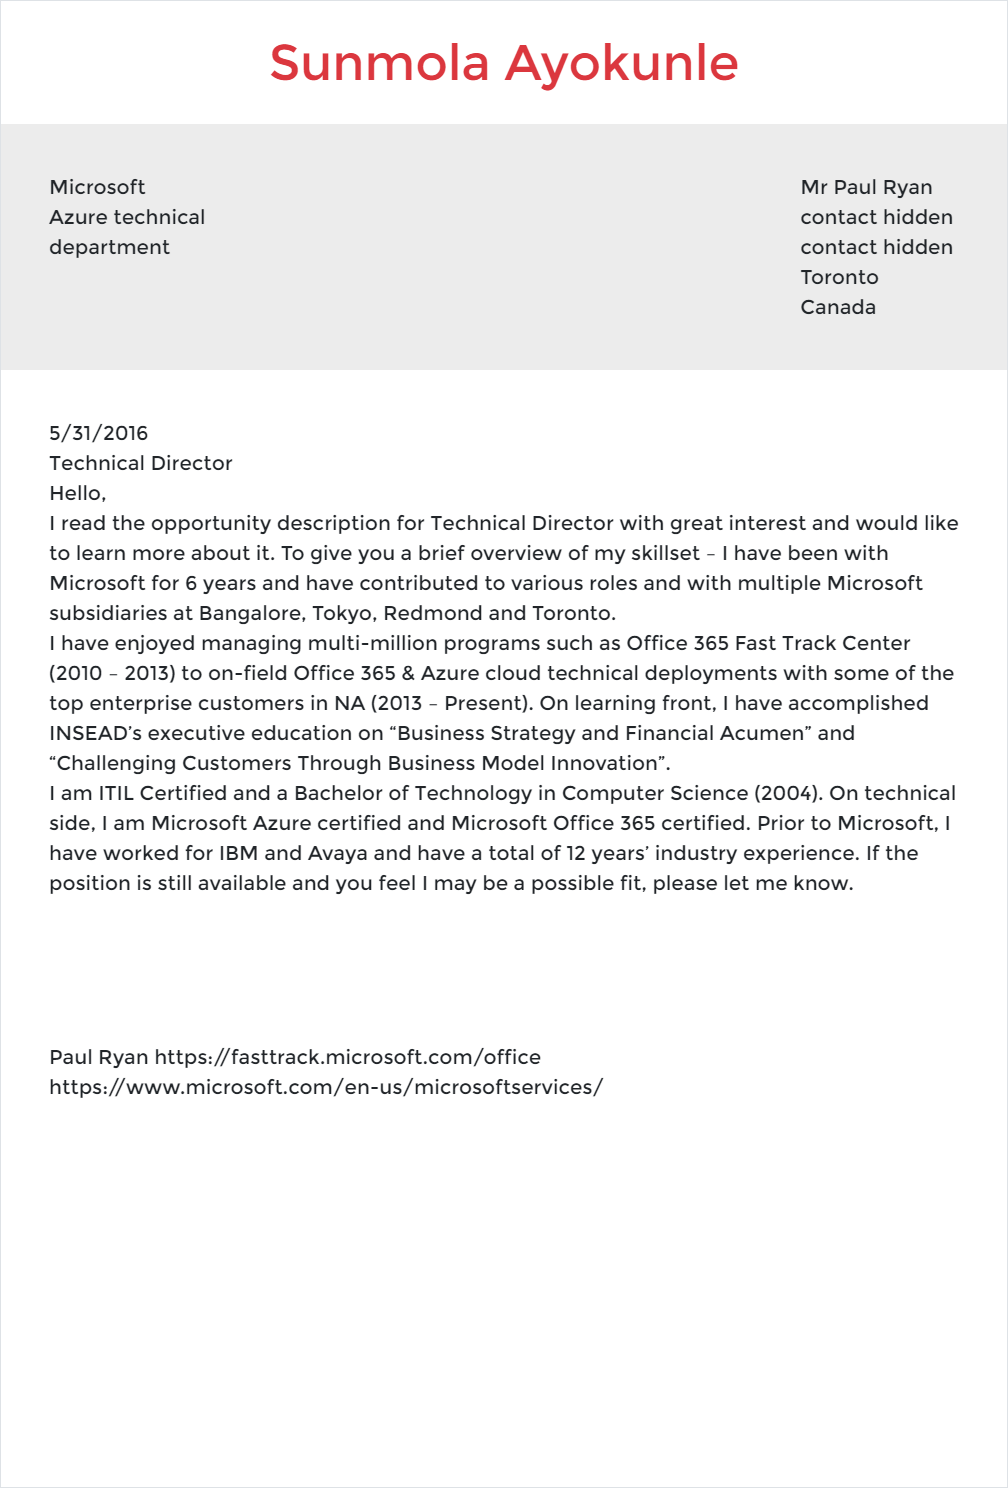 Sunmola Ayokunle
Microsoft
Azure technical
department
Mr Paul Ryan
contact hidden
contact hidden
Toronto
Canada
5/31/2016
Technical Director
Hello,
I read the opportunity description for Technical Director with great interest and would like
to learn more about it. To give you a brief overview of my skillset – I have been with
Microsoft for 6 years and have contributed to various roles and with multiple Microsoft
subsidiaries at Bangalore, Tokyo, Redmond and Toronto.
I have enjoyed managing multi-million programs such as Office 365 Fast Track Center
(2010 – 2013) to on-field Office 365 & Azure cloud technical deployments with some of the
top enterprise customers in NA (2013 – Present). On learning front, I have accomplished
INSEAD’s executive education on “Business Strategy and Financial Acumen” and
“Challenging Customers Through Business Model Innovation”.
I am ITIL Certified and a Bachelor of Technology in Computer Science (2004). On technical
side, I am Microsoft Azure certified and Microsoft Office 365 certified. Prior to Microsoft, I
have worked for IBM and Avaya and have a total of 12 years’ industry experience. If the
position is still available and you feel I may be a possible fit, please let me know.
Paul Ryan https://fasttrack.microsoft.com/office
https://www.microsoft.com/en-us/microsoftservices/